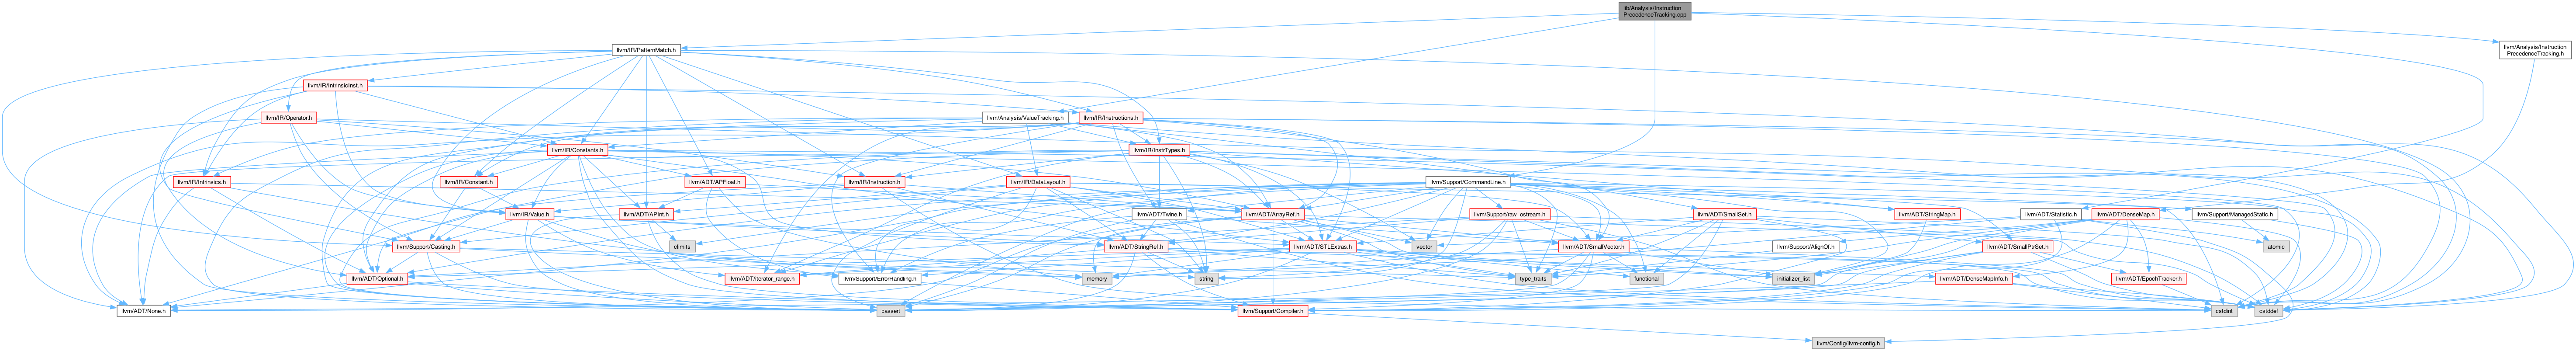 lib/Analysis/Instruction
PrecedenceTracking.cpp
llvm/IR/PatternMatch.h
llvm/Analysis/Instruction
PrecedenceTracking.h
llvm/IR/IntrinsicInst.h
llvm/IR/Operator.h
llvm/Analysis/ValueTracking.h
llvm/IR/Instructions.h
llvm/IR/Constants.h
llvm/IR/InstrTypes.h
llvm/IR/Intrinsics.h
llvm/IR/Constant.h
llvm/ADT/APFloat.h
llvm/IR/Instruction.h
llvm/IR/DataLayout.h
llvm/Support/CommandLine.h
llvm/IR/Value.h
llvm/ADT/APInt.h
llvm/ADT/Twine.h
llvm/ADT/ArrayRef.h
llvm/Support/raw_ostream.h
llvm/ADT/SmallSet.h
llvm/ADT/StringMap.h
llvm/ADT/Statistic.h
llvm/ADT/DenseMap.h
llvm/Support/ManagedStatic.h
llvm/Support/Casting.h
climits
llvm/ADT/StringRef.h
llvm/ADT/STLExtras.h
vector
llvm/ADT/SmallVector.h
llvm/Support/AlignOf.h
llvm/ADT/SmallPtrSet.h
atomic
llvm/ADT/Optional.h
llvm/ADT/iterator_range.h
llvm/Support/ErrorHandling.h
memory
string
type_traits
functional
initializer_list
llvm/ADT/DenseMapInfo.h
llvm/ADT/EpochTracker.h
llvm/ADT/None.h
cassert
llvm/Support/Compiler.h
cstdint
cstddef
llvm/Config/llvm-config.h